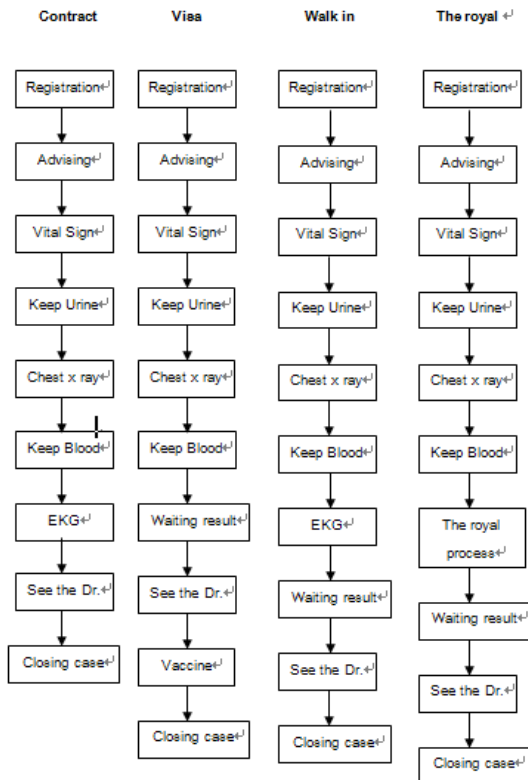 Contract
Registration
Advising
Vital Sign
Keep Urine
Chest x ray
Keep Blood
EKG
See the Dr.
Closing case
Visa
Registration
Advising
Vital Sign
Keep Urine
Chest x ray
Keep Blood
Waiting result
See the Dr.
Vaccine
Closing case
Walk in
Registration
Advising
Vital Sign
Keep Urine
Chest x ray
Keep Blood
EKG
Waiting result
See the Dr.
Closing case
The royal
Registration
Advising
Vital Sign
Keep Urine
Chest x ray
Keep Blood
The royal
process
Waiting result
See the Dr.
Closing case